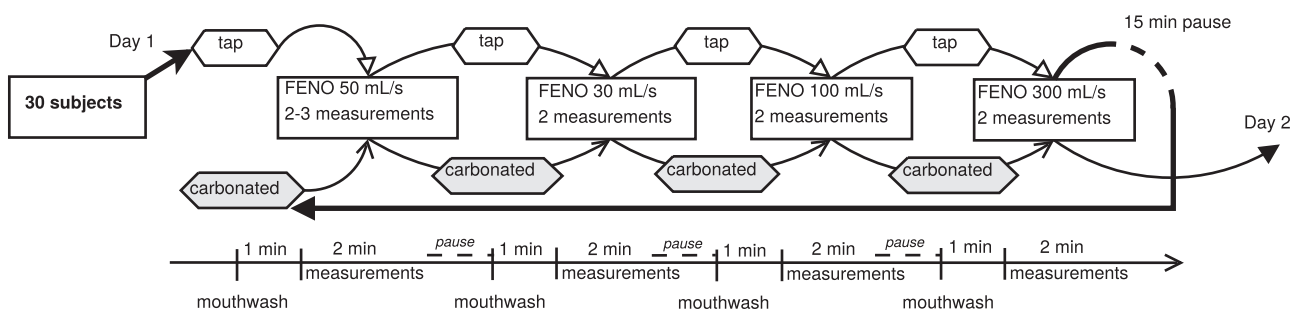 Day 1
tap
tap
tap
tap
15 min pause
30 subjects
FENO 50 mL/s
2-3 measurements
FENO 30 mL/s
2 measurements
FENO 100 mL/s
2 measurements
FENO 300 mL/s
2 measurements
Day 2
carbonated
carbonated
carbonated
carbonated
1 min
2 min
pause
1 min
2 min
pause
1 min
2 min
pause
1 min
2 min
measurements
measurements
measurements
measurements
mouthwash
mouthwash
mouthwash
mouthwash